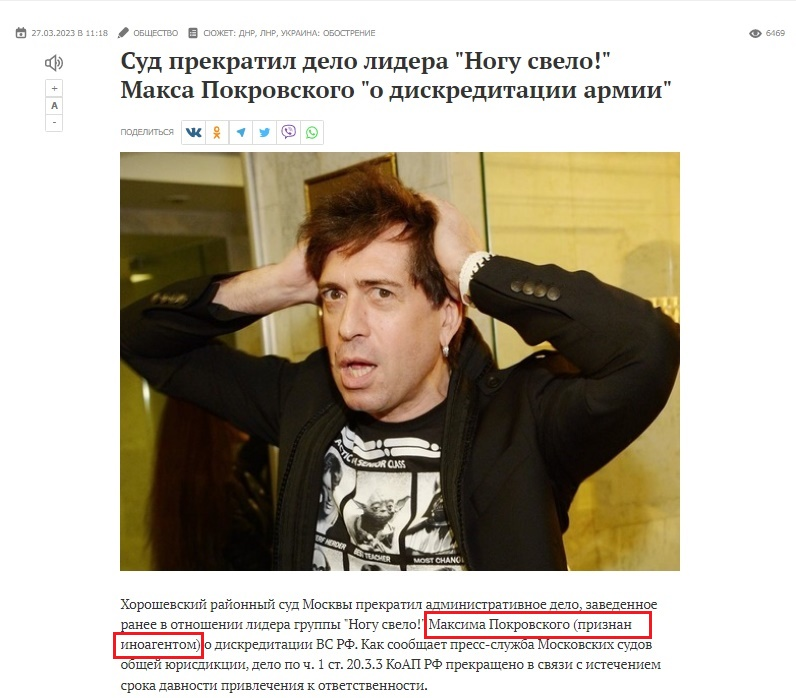 27.03.2023 В 11:18 ОБЩЕСТВО СЮЖЕТ: ДНР, ЛНР, УКРАИНА: ОБОСТРЕНИЕ 6469
Суд прекратил дело лидера "Ногу свело!"
Макса Покровского "о дискредитации армии"
+
А
-
ПОДЕЛИТЬСЯ
SENIOR CLASS
BEST TEACHER
MOST CHANG
Хорошевский районный суд Москвы прекратил административное дело, заведенное
ранее в отношении лидера группы "Ногу свело!" Максима Покровского (признан
иноагентом) о дискредитации ВС РФ. Как сообщает пресс-служба Московских судов
общей юрисдикции, дело по ч. 1 ст. 20.3.3 КоАП РФ прекращено в связи с истечением
срока давности привлечения к ответственности.